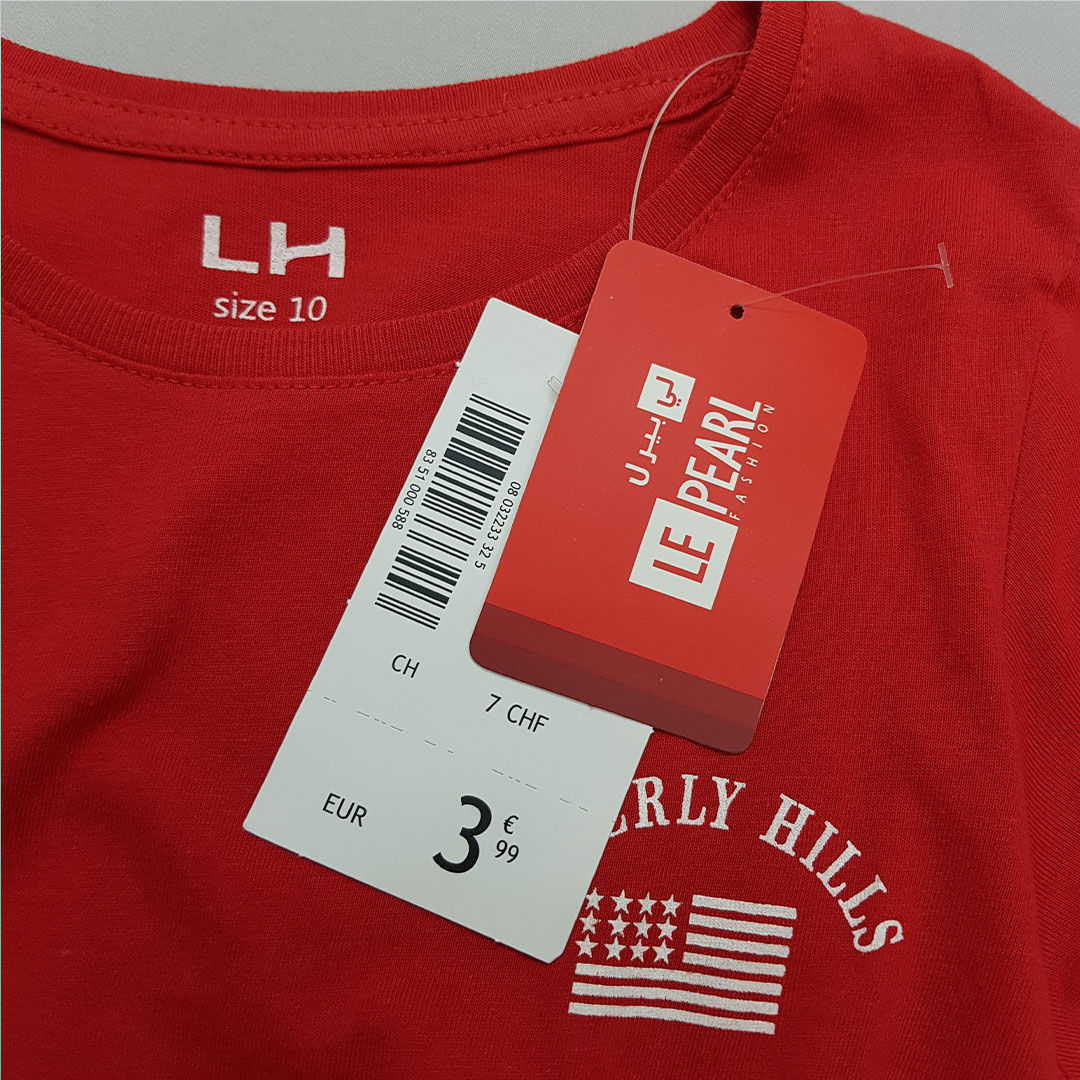 LH
size 10
83 51 000 588
08 032233 32 5
CH
7 CHF
EUR
3 €
99
لي بيرل
LE PEARL
FASHION
ERLY HILLS